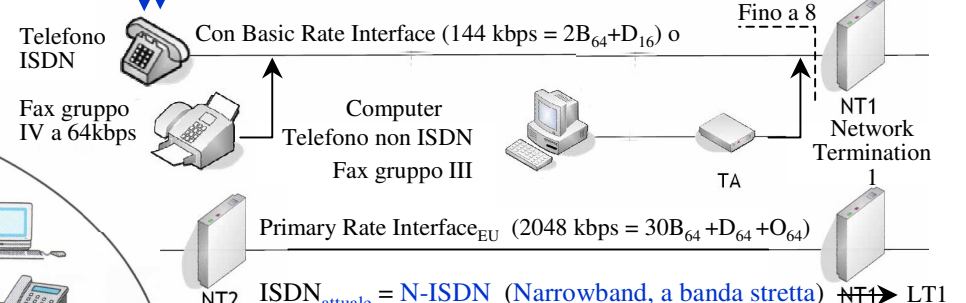 Fino a 8
Telefono
ISDN
Con Basic Rate Interface (144 kbps = 2B64+D16) o
Fax gruppo
IV a 64kbps
Computer
Telefono non ISDN
Fax gruppo III
TA
NT1
Network
Termination
1
Primary Rate InterfaceEU (2048 kbps = 30B64+D64+O64)
NT2
ISDNattuale = N-ISDN (Narrowband, a banda stretta)
NT1
LT1